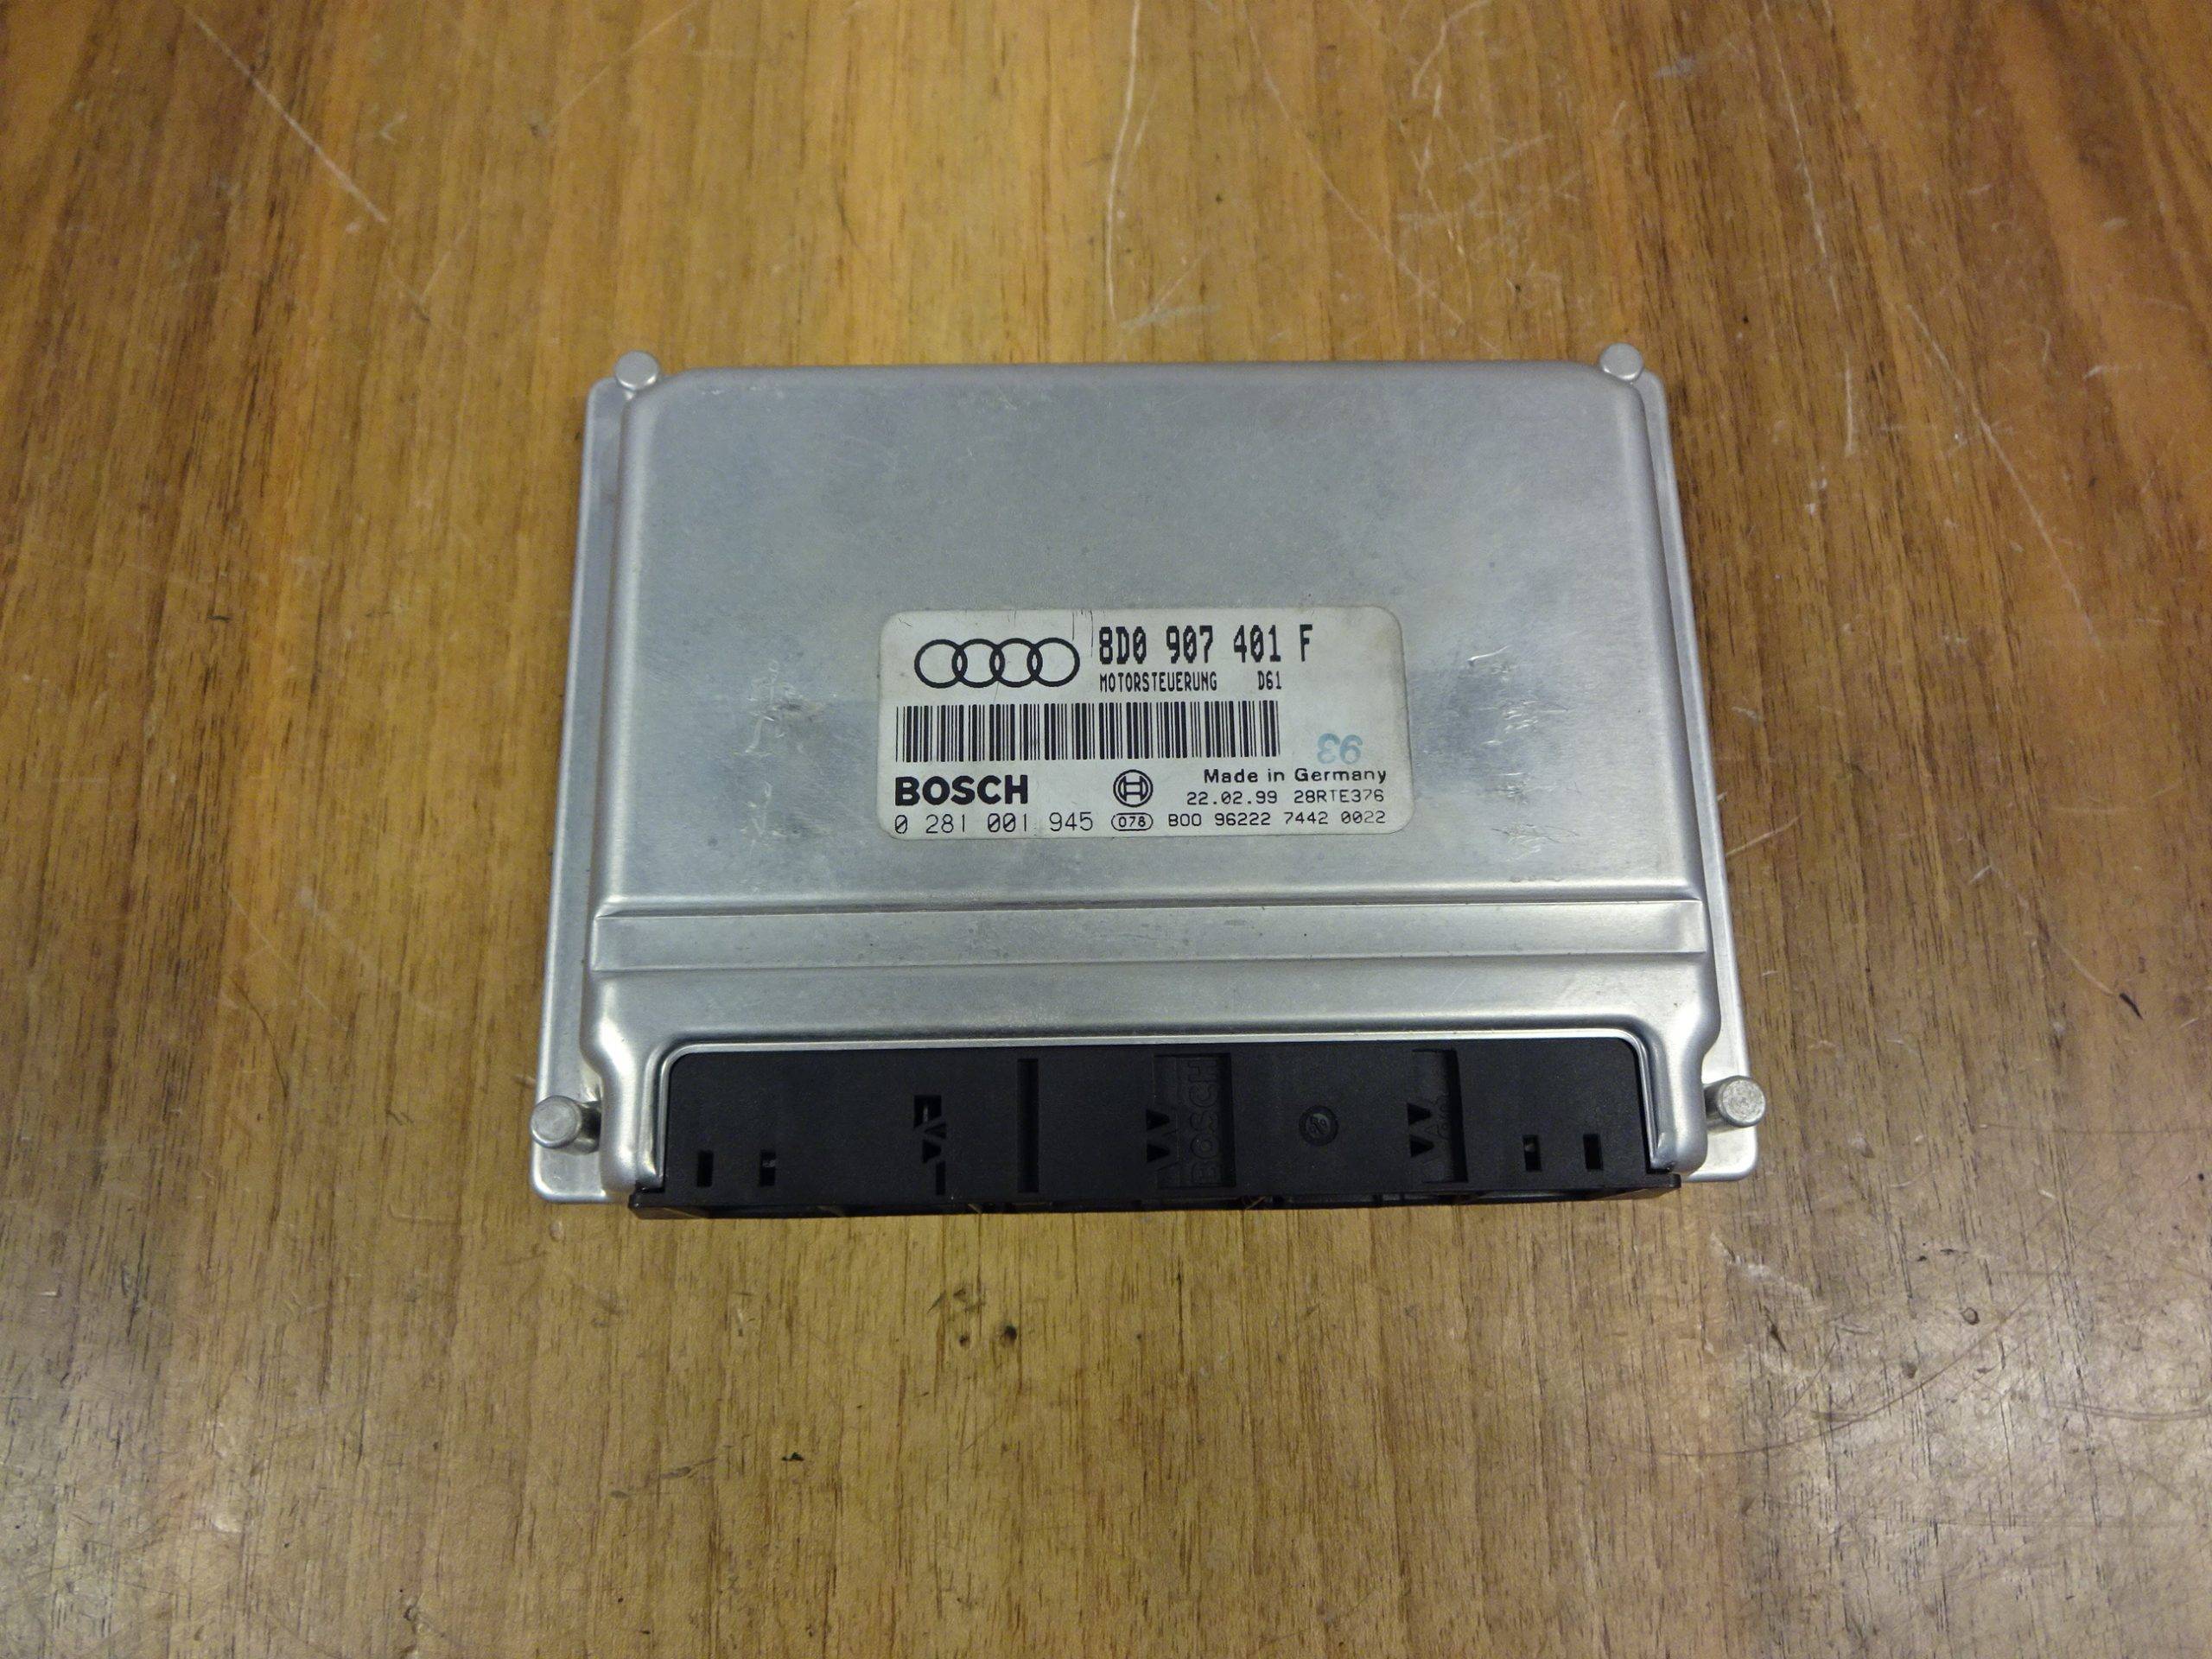 8D0 907 401 F
MOTORSTEUERUNG D61
93
BOSCH
Made in Germany
22.02.99 28RTE376
0 281 001 945 078 B00 96222 7442 0022
BOSCH